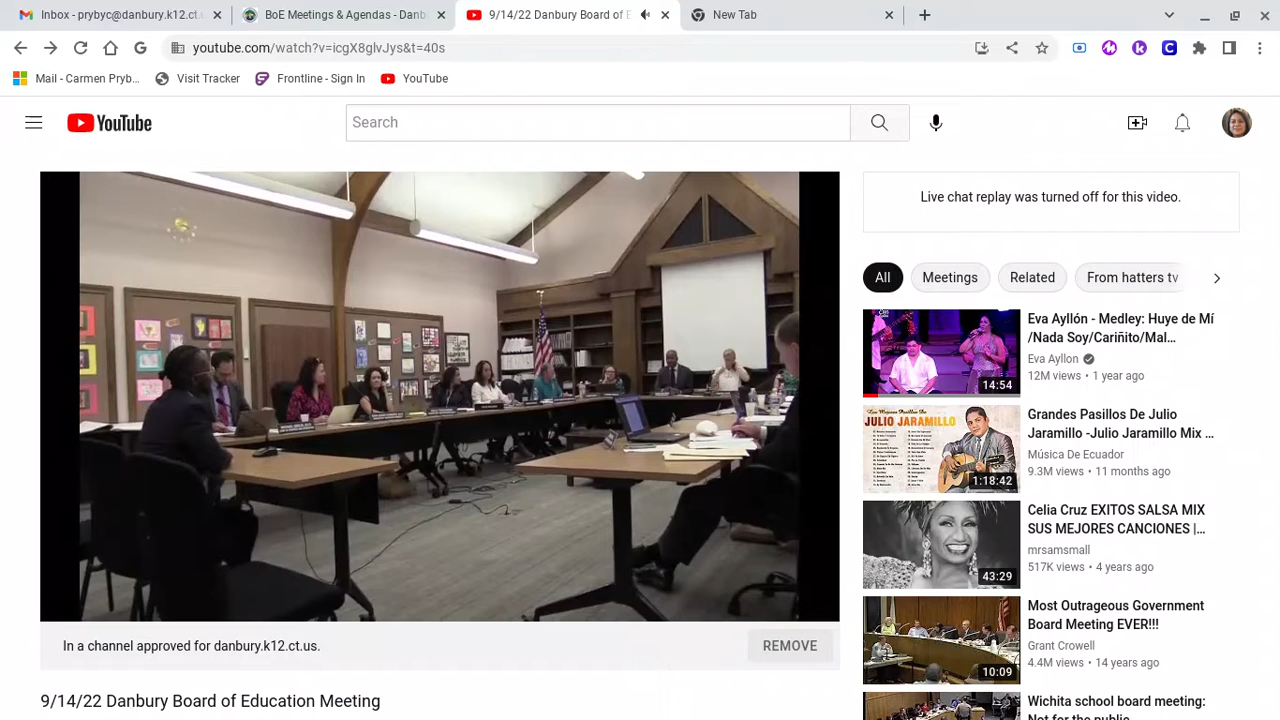 Inbox - prybyc@danbury.k12.ct.u
BoE Meetings & Agendas - Danb
9/14/22 Danbury Board of E
New Tab
youtube.com/watch?v=icgX8glvJys&t=40s
Mail - Carmen Pryb...
Visit Tracker
Frontline - Sign In
YouTube
YouTube
Search
Live chat replay was turned off for this video.
All
Meetings
Related
From hatters tv
Eva Ayllón - Medley: Huye de Mí
/Nada Soy/Cariñito/Mal...
Eva Ayllon
12M views • 1 year ago
14:54
Grandes Pasillos De Julio
Jaramillo -Julio Jaramillo Mix ...
Música De Ecuador
9.3M views • 11 months ago
JULIO JARAMILLO
1:18:42
Celia Cruz EXITOS SALSA MIX
SUS MEJORES CANCIONES |...
mrsamsmall
517K views • 4 years ago
43:29
Most Outrageous Government
Board Meeting EVER!!!
Grant Crowell
4.4M views • 14 years ago
10:09
Wichita school board meeting:
Not for the public
In a channel approved for danbury.k12.ct.us.
REMOVE
9/14/22 Danbury Board of Education Meeting